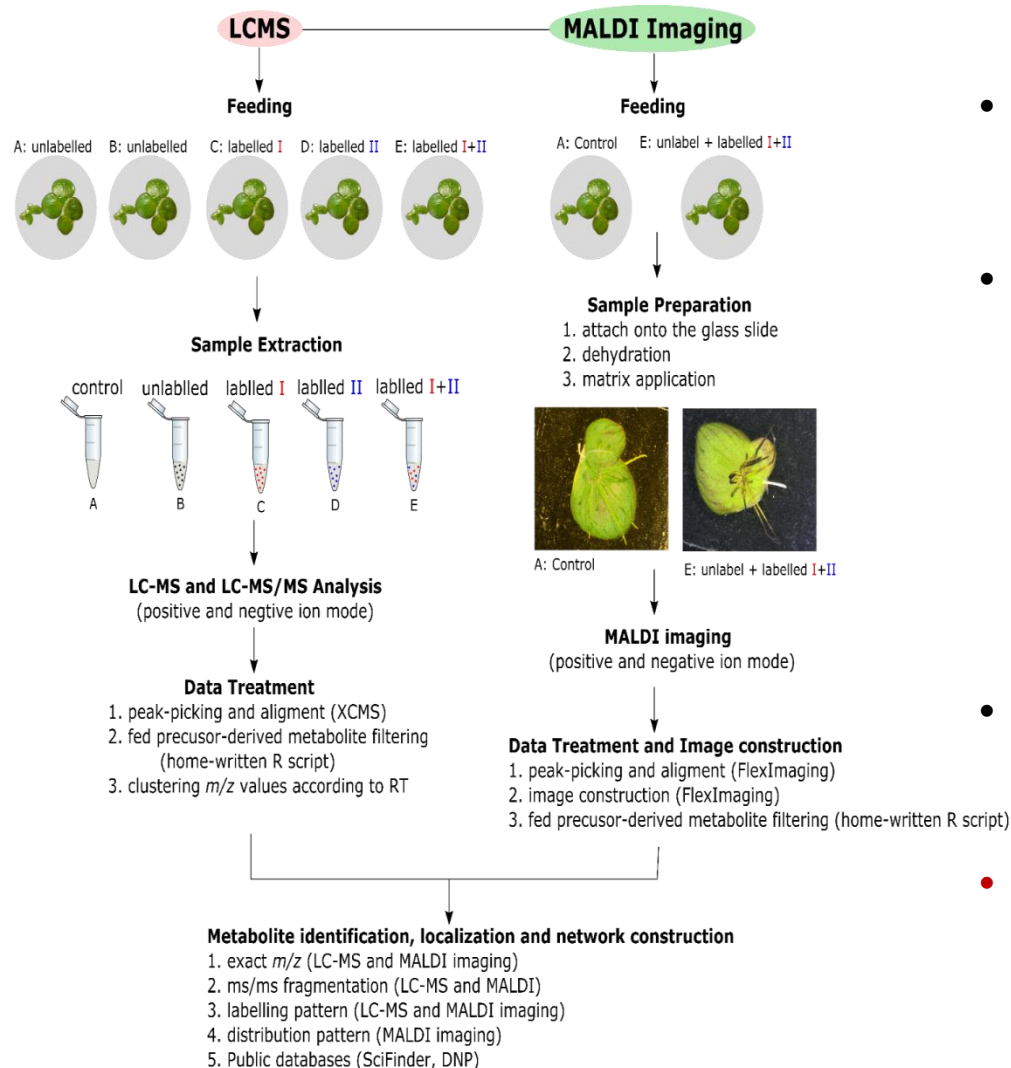 LCMS
MALDI Imaging
Feeding
A: unlabelled B: unlabelled C: labelled I D: labelled II E: labelled I+II
Sample Extraction
control unlablled lablled I lablled II lablled I+II
A B C D E
LC-MS and LC-MS/MS Analysis
(positive and negtive ion mode)
Data Treatment
1. peak-picking and aligment (XCMS)
2. fed precusor-derived metabolite filtering
(home-written R script)
3. clustering m/z values according to RT
Feeding
A: Control E: unlabel + labelled I+II
Sample Preparation
1. attach onto the glass slide
2. dehydration
3. matrix application
A: Control E: unlabel + labelled I+II
MALDI imaging
(positive and negative ion mode)
Data Treatment and Image construction
1. peak-picking and aligment (FlexImaging)
2. image construction (FlexImaging)
3. fed precusor-derived metabolite filtering (home-written R script)
Metabolite identification, localization and network construction
1. exact m/z (LC-MS and MALDI imaging)
2. ms/ms fragmentation (LC-MS and MALDI)
3. labelling pattern (LC-MS and MALDI imaging)
4. distribution pattern (MALDI imaging)
5. Public databases (SciFinder, DNP)